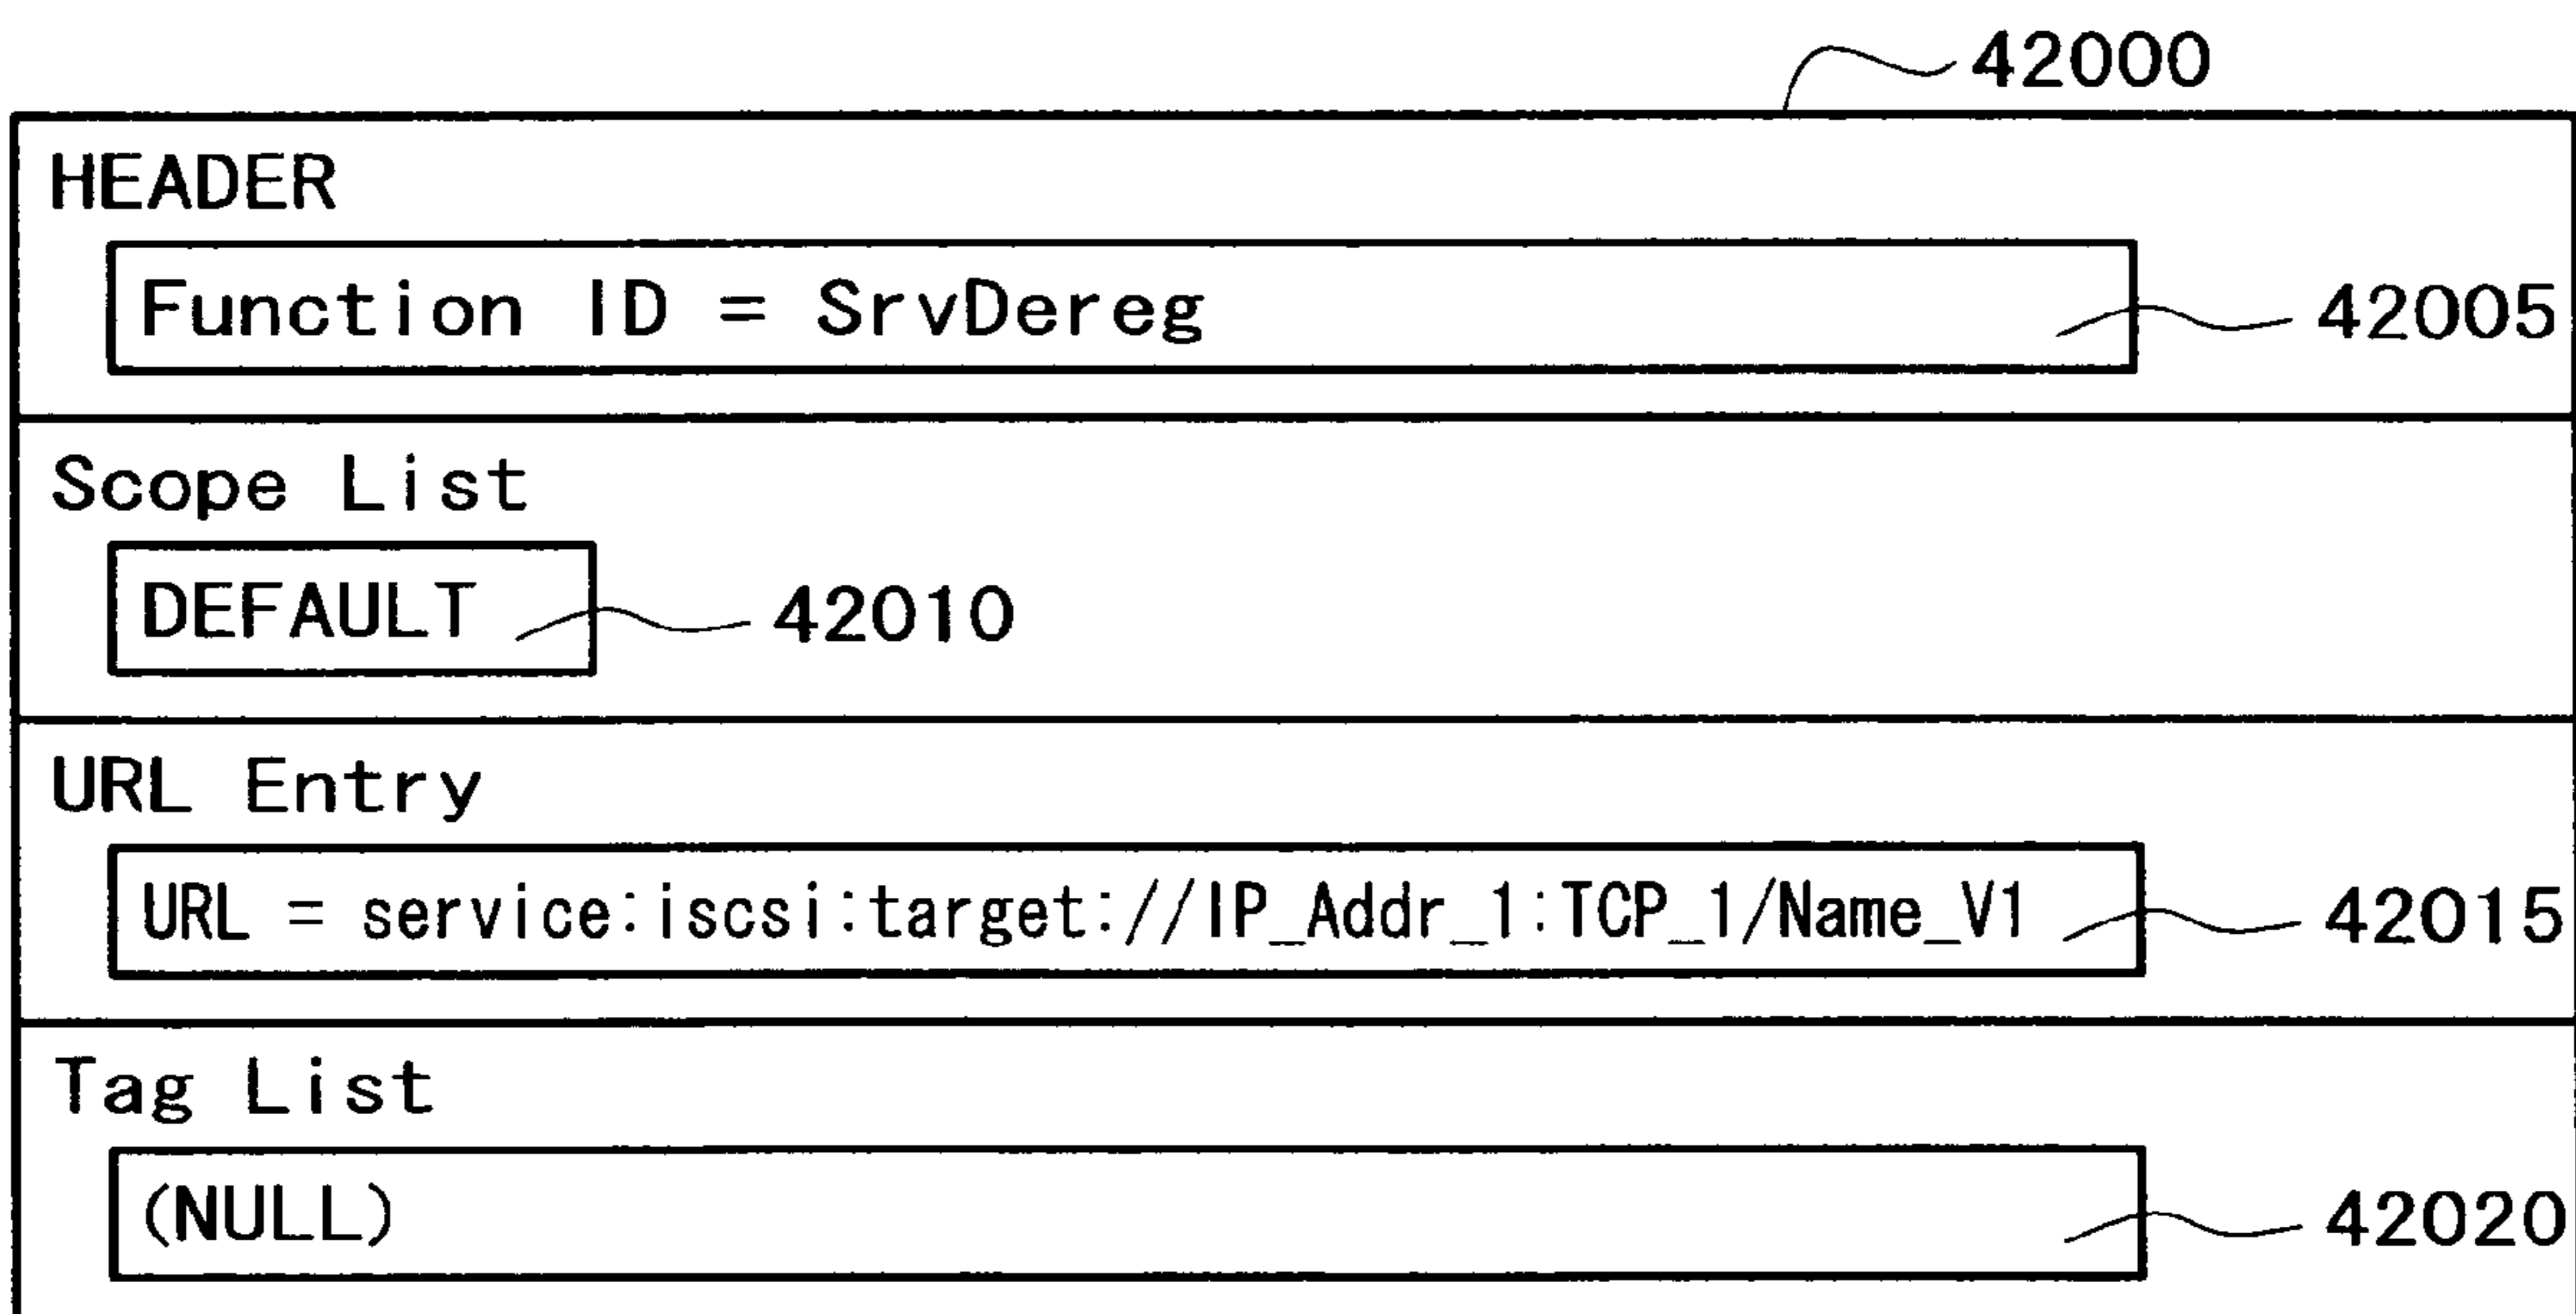 42000
HEADER
Function ID = SrvDereg
42005
Scope List
DEFAULT
42010
URL Entry
URL = service:iscsi:target://IP_Addr_1:TCP_1/Name_V1
42015
Tag List
(NULL)
42020